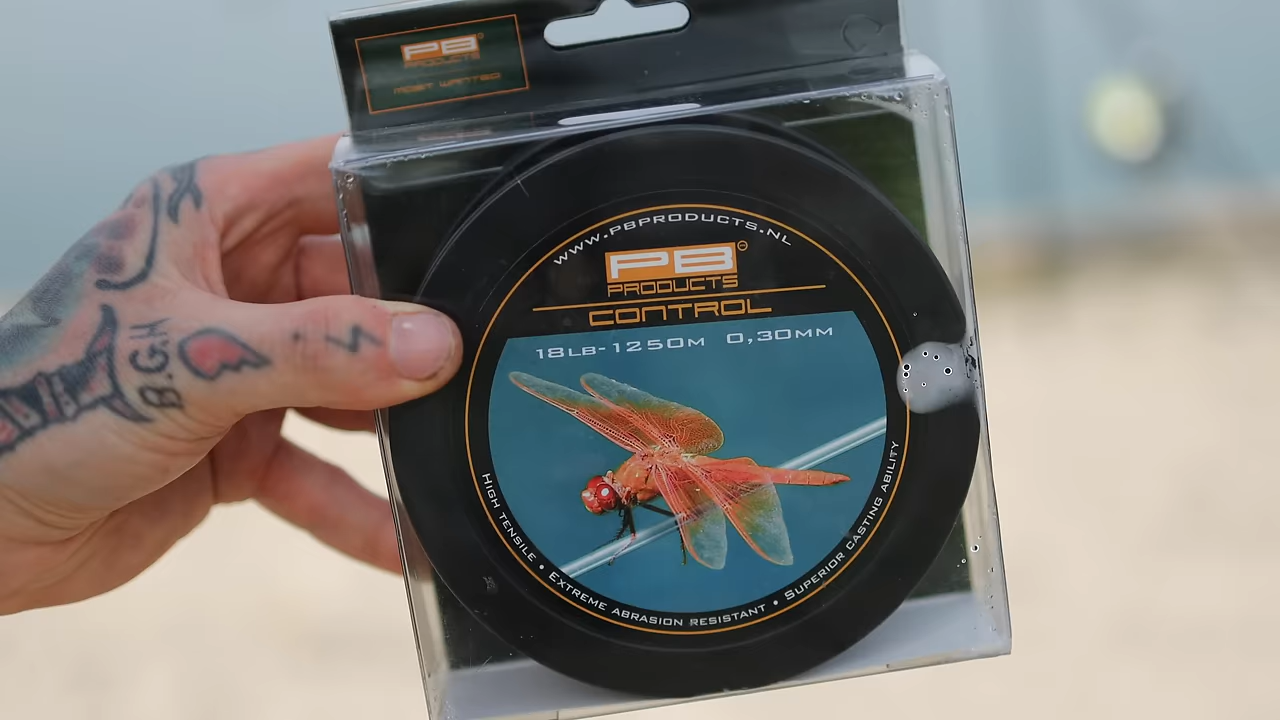 PB
PRODUCTS
MOST WANTED
WWW.PBPRODUCTS.NL
PB
PRODUCTS
CONTROL
18LB-1250M 0,30MM
HIGH TENSILE • EXTREME ABRASION RESISTANT • SUPERIOR CASTING ABILITY
B.G.H